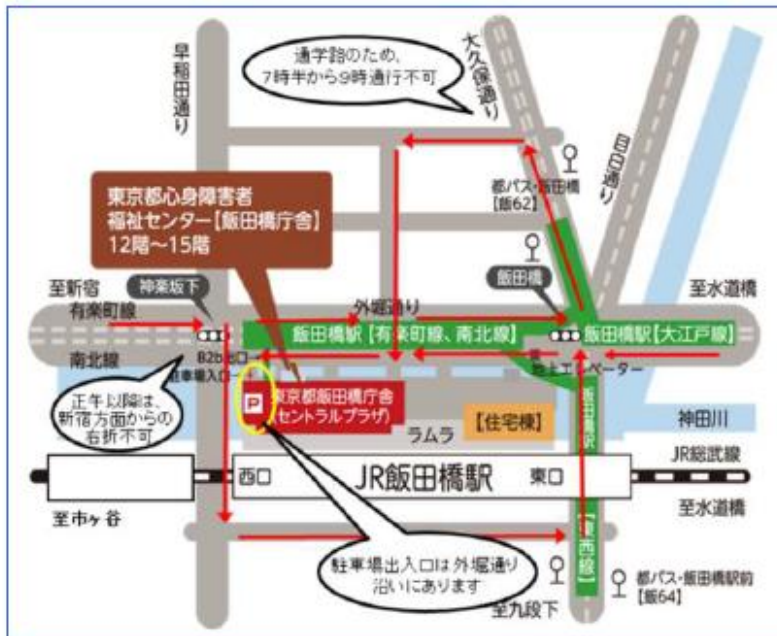 通学路のため、
7時半から9時通行不可
大久保通り
早稲田通り
目白通り
東京都心身障害者
福祉センター【飯田橋庁舎】
12階～15階
都バス・飯田橋
【飯62】
至新宿
神楽坂下
飯田橋
至水道橋
有楽町線
外堀通り
飯田橋駅【有楽町線、南北線】
飯田橋駅【大江戸線】
南北線
B2b出口
駐車場入口
地上エレベーター
正午以降は、
新宿方面からの
右折不可
P
東京都飯田橋庁舎
(セントラルプラザ)
ラムラ
【住宅棟】
飯田橋駅【東西線】
神田川
JR総武線
西口
JR飯田橋駅
東口
至市ヶ谷
至水道橋
駐車場出入口は外堀通り
沿いにあります
至九段下
都バス・飯田橋駅前
【飯64】